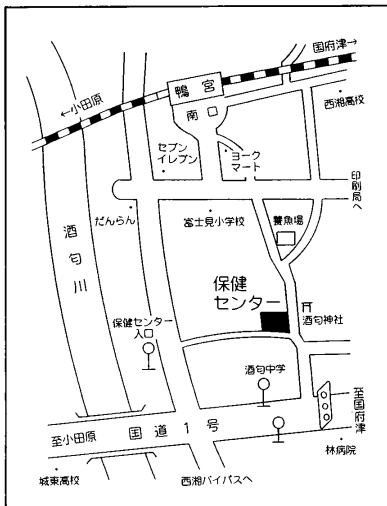 国府津→
鴨宮
←小田原
南口
西湘高校
セブン
イレブン
ヨーク
マート
印刷局へ
だんらん
富士見小学校
養魚場
酒匂川
保健
センター
酒匂神社
保健センター
入口
酒匂中学
至国府津
至小田原
国道1号
林病院
城東高校
西湘バイパスへ